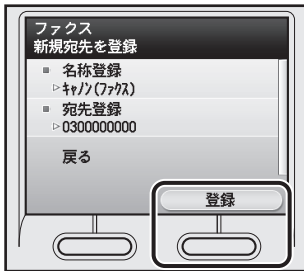 ファクス
新規宛先を登録
■ 名称登録
▷ｷｬﾉﾝ(ﾌｧｸｽ)
■ 宛先登録
▷0300000000
戻る
登録